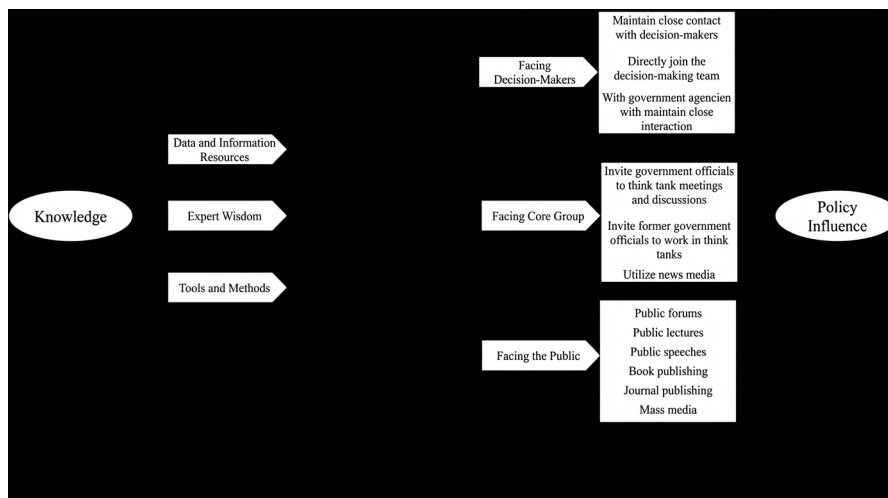 Knowledge
Data and Information
Resources
Expert Wisdom
Tools and Methods
Facing
Decision-Makers
Maintain close contact
with decision-makers
Directly join the
decision-making team
With government agencien
with maintain close
interaction
Facing Core Group
Invite government officials
to think tank meetings
and discussions
Invite former government
officials to work in think
tanks
Utilize news media
Facing the Public
Public forums
Public lectures
Public speeches
Book publishing
Journal publishing
Mass media
Policy
Influence